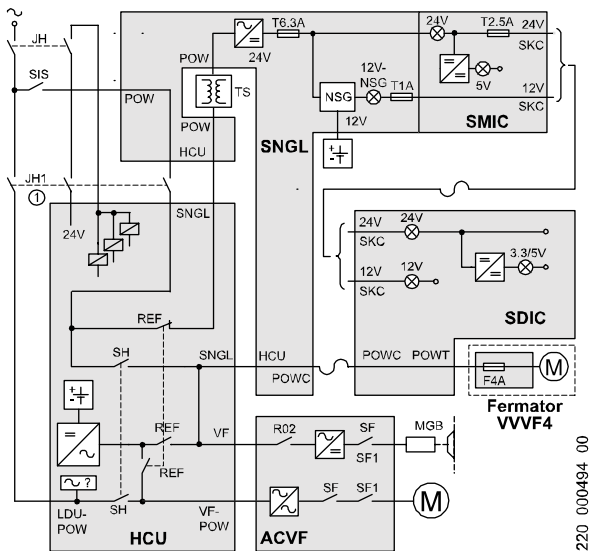 24V
T2.5A
24V
JH
T6.3A
SKC
POW
24V
12V-
NSG
T1A
5V
12V
SIS
POW
TS
NSG
SKC
POW
12V
SMIC
HCU
SNGL
JH1
1
SNGL
24V
24V
24V
SKC
3.3/5V
12V
12V
SKC
REF
SDIC
SH
SNGL
HCU
POWC
POWT
POWC
F4A
M
Fermator
VVVF4
REF
VF
R02
SF
MGB
SF1
REF
?
SF
SF1
M
LDU-
POW
SH
VF-
POW
HCU
ACVF
220 000494 00